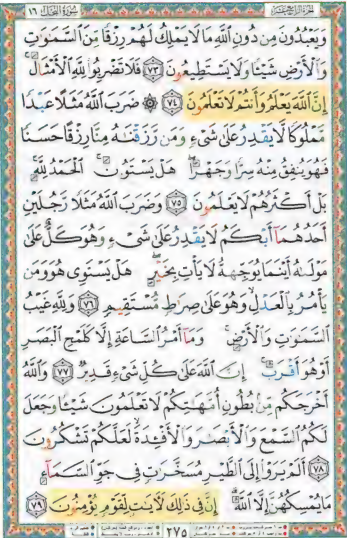 الجزء الرابع عشر سورة النحل ١٦
وَيَعْبُدُونَ مِن دُونِ ٱللَّهِ مَا لَا يَمْلِكُ لَهُمْ رِزْقًا مِّنَ ٱلسَّمَٰوَٰتِ
وَٱلْأَرْضِ شَيْـًٔا وَلَا يَسْتَطِيعُونَ ٧٣ فَلَا تَضْرِبُوا۟ لِلَّهِ ٱلْأَمْثَالَ ۚ
إِنَّ ٱللَّهَ يَعْلَمُ وَأَنتُمْ لَا تَعْلَمُونَ ٧٤ ۞ ضَرَبَ ٱللَّهُ مَثَلًا عَبْدًا
مَّمْلُوكًا لَّا يَقْدِرُ عَلَىٰ شَىْءٍ وَمَن رَّزَقْنَٰهُ مِنَّا رِزْقًا حَسَنًا
فَهُوَ يُنفِقُ مِنْهُ سِرًّا وَجَهْرًا ۖ هَلْ يَسْتَوُۥنَ ۚ ٱلْحَمْدُ لِلَّهِ ۚ
بَلْ أَكْثَرُهُمْ لَا يَعْلَمُونَ ٧٥ وَضَرَبَ ٱللَّهُ مَثَلًا رَّجُلَيْنِ
أَحَدُهُمَآ أَبْكَمُ لَا يَقْدِرُ عَلَىٰ شَىْءٍ وَهُوَ كَلٌّ عَلَىٰ
مَوْلَىٰهُ أَيْنَمَا يُوَجِّههُّ لَا يَأْتِ بِخَيْرٍ ۖ هَلْ يَسْتَوِى هُوَ وَمَن
يَأْمُرُ بِٱلْعَدْلِ ۙ وَهُوَ عَلَىٰ صِرَٰطٍ مُّسْتَقِيمٍ ٧٦ وَلِلَّهِ غَيْبُ
ٱلسَّمَٰوَٰتِ وَٱلْأَرْضِ ۚ وَمَآ أَمْرُ ٱلسَّاعَةِ إِلَّا كَلَمْحِ ٱلْبَصَرِ
أَوْ هُوَ أَقْرَبُ ۚ إِنَّ ٱللَّهَ عَلَىٰ كُلِّ شَىْءٍ قَدِيرٌ ٧٧ وَٱللَّهُ
أَخْرَجَكُم مِّنۢ بُطُونِ أُمَّهَٰتِكُمْ لَا تَعْلَمُونَ شَيْـًٔا وَجَعَلَ
لَكُمُ ٱلسَّمْعَ وَٱلْأَبْصَٰرَ وَٱلْأَفْـِٔدَةَ ۙ لَعَلَّكُمْ تَشْكُرُونَ
٧٨ أَلَمْ يَرَوْا۟ إِلَى ٱلطَّيْرِ مُسَخَّرَٰتٍ فِى جَوِّ ٱلسَّمَآءِ
مَا يُمْسِكُهُنَّ إِلَّا ٱللَّهُ ۗ إِنَّ فِى ذَٰلِكَ لَءَايَٰتٍ لِّقَوْمٍ يُؤْمِنُونَ ٧٩
٢٧٥